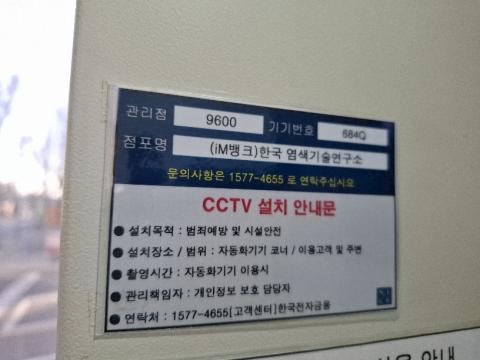 관리점 9600 기기번호 684Q
점포명 (iM뱅크)한국 염색기술연구소
문의사항은 1577-4655 로 연락주십시요
CCTV 설치 안내문
● 설치목적 : 범죄예방 및 시설안전
● 설치장소 / 범위 : 자동화기기 코너 / 이용고객 및 주변
● 촬영시간 : 자동화기기 이용시
● 관리책임자 : 개인정보 보호 담당자
● 연락처 : 1577-4655[고객센터]한국전자금융
안내